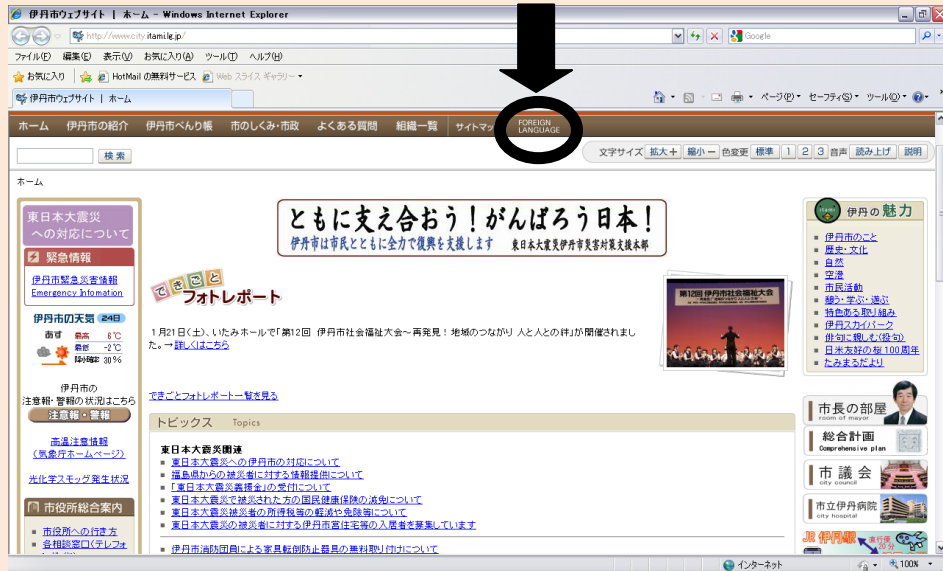 伊丹市ウェブサイト | ホーム - Windows Internet Explorer
http://www.city.itami.lg.jp/
Google
ファイル(F) 編集(E) 表示(V) お気に入り(A) ツール(T) ヘルプ(H)
お気に入り HotMail の無料サービス Web スライス ギャラリー
伊丹市ウェブサイト | ホーム
ページ(P) セーフティ(S) ツール(O)
ホーム 伊丹市の紹介 伊丹市べんり帳 市のしくみ・市政 よくある質問 組織一覧 サイトマッ FOREIGN LANGUAGE
検索
文字サイズ 拡大+ 縮小- 色変更 標準 1 2 3 音声 読み上げ 説明
ホーム
東日本大震災
への対応について
緊急情報
伊丹市緊急災害情報
Emergency Infomation
伊丹市の天気 24日
あす 最高 6℃
最低 -2℃
降水確率 30%
伊丹市の
注意報・警報の状況はこちら
注意報・警報
高温注意情報
(気象庁ホームページ)
光化学スモッグ発生状況
市役所総合案内
市役所への行き方
各相談窓口(テレフォ
ともに支え合おう!がんばろう日本!
伊丹市は市民とともに全力で復興を支援します 東日本大震災伊丹市災害対策支援本部
できごと
フォトレポート
第12回 伊丹市社会福祉大会
1月21日(土)、いたみホールで「第12回 伊丹市社会福祉大会~再発見!地域のつながり 人と人との絆」が開催されまし
た。→詳しくはこちら
できごとフォトレポート一覧を見る
トピックス Topics
東日本大震災関連
東日本大震災への伊丹市の対応について
福島県からの被災者に対する情報提供について
「東日本大震災義援金」の受付について
東日本大震災で被災された方の国民健康保険の減免について
東日本大震災被災者の所得税等の軽減や免除等について
東日本大震災の被災者に対する伊丹市営住宅等の入居者を募集しています
伊丹市消防団員による家具転倒防止器具の無料取り付けについて
itami 伊丹の魅力
伊丹市のこと
歴史・文化
自然
空港
市民活動
憩う・学ぶ・遊ぶ
特色ある取り組み
伊丹スカイパーク
俳句に親しむ(投句)
日米友好の桜100周年
たみまるだより
市長の部屋
room of mayor
総合計画
Comprehensive plan
市議会
city council
市立伊丹病院
city hospital
JR 伊丹駅 直行便
20分
インターネット
100%